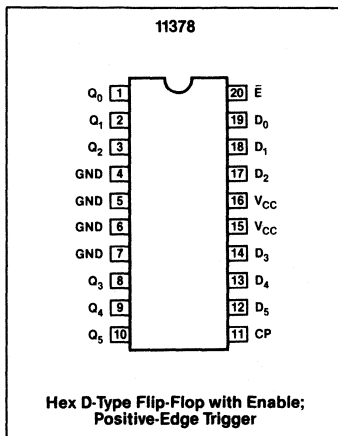 11378
Q0 1 20 Ē
Q1 2 19 D0
Q2 3 18 D1
GND 4 17 D2
GND 5 16 VCC
GND 6 15 VCC
GND 7 14 D3
Q3 8 13 D4
Q4 9 12 D5
Q5 10 11 CP
Hex D-Type Flip-Flop with Enable;
Positive-Edge Trigger